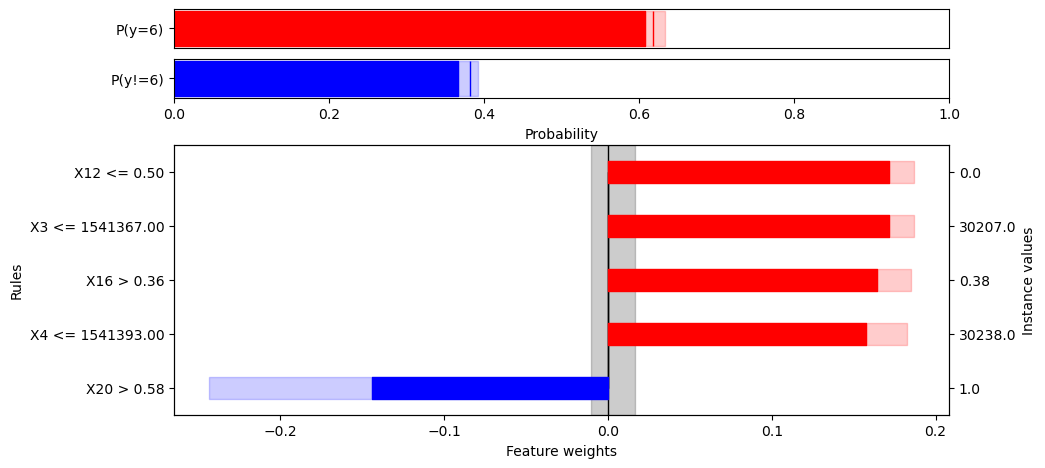 P(y=6)
P(y!=6)
0.0 0.2 0.4 0.6 0.8 1.0
Probability
X12 <= 0.50 0.0
X3 <= 1541367.00 30207.0
X16 > 0.36 0.38
X4 <= 1541393.00 30238.0
X20 > 0.58 1.0
Rules
Instance values
−0.2 −0.1 0.0 0.1 0.2
Feature weights